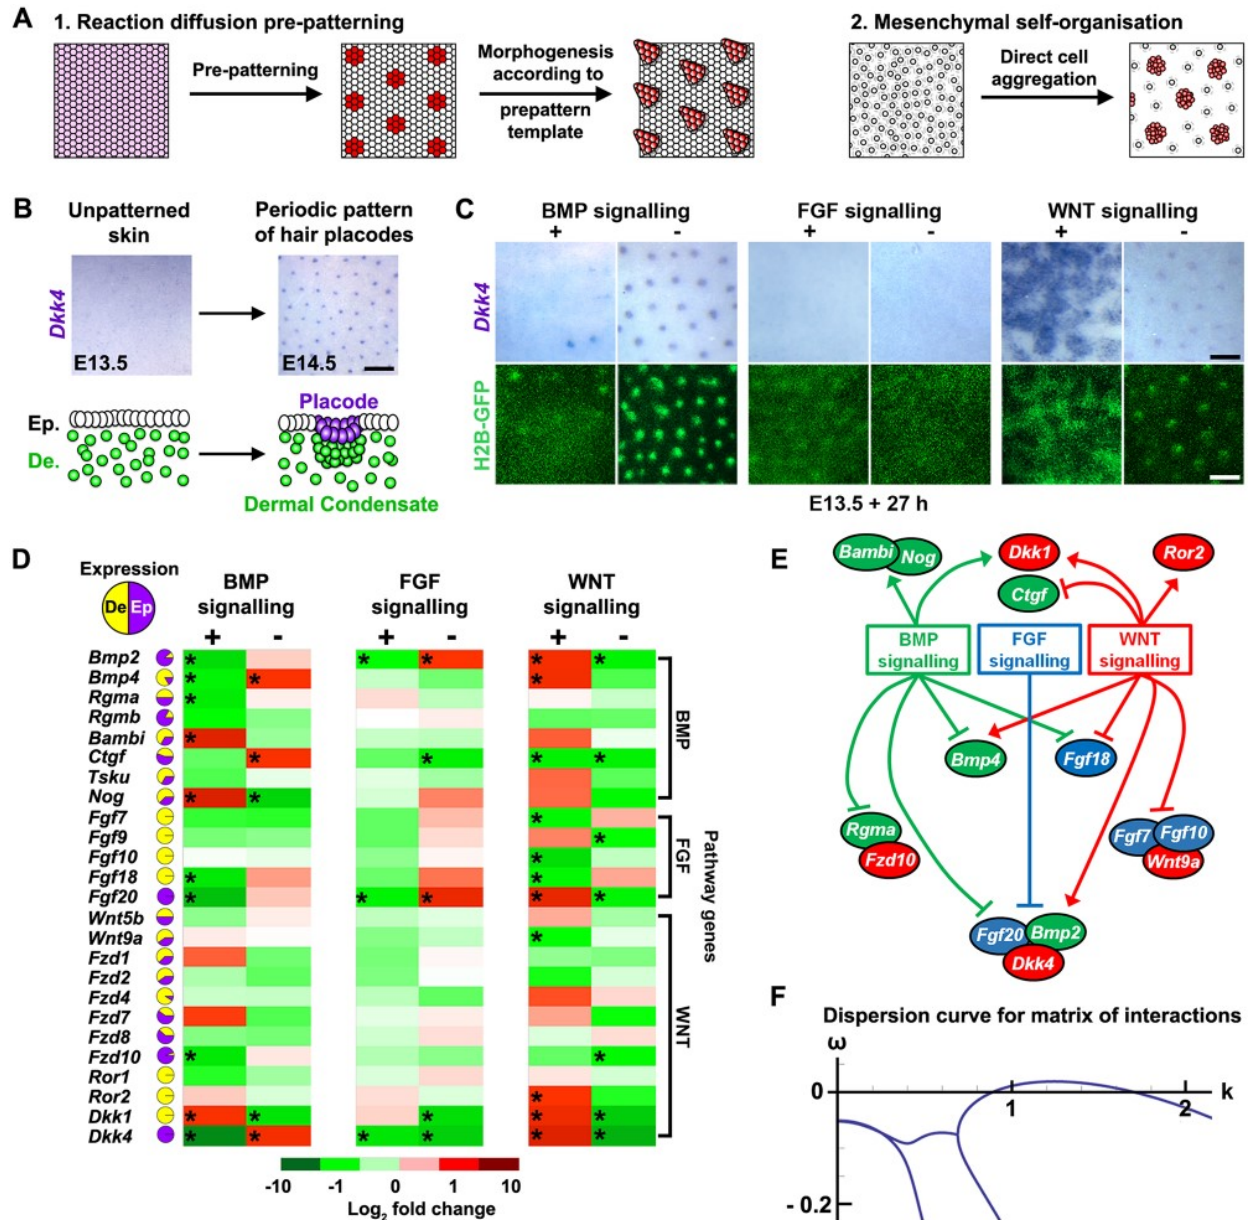 A
1. Reaction diffusion pre-patterning
2. Mesenchymal self-organisation
Pre-patterning
Morphogenesis
according to
prepattern
template
Direct cell
aggregation
B
Unpatterned
skin
Periodic pattern
of hair placodes
Dkk4
E13.5
E14.5
Placode
Ep.
De.
Dermal Condensate
C
BMP signalling
+ -
FGF signalling
+ -
WNT signalling
+ -
Dkk4
H2B-GFP
E13.5 + 27 h
D
Expression
De Ep
BMP
signalling
FGF
signalling
WNT
signalling
+ - + - + -
Bmp2 * * * * *
Bmp4 * * *
Rgma *
Rgmb
Bambi *
Ctgf * * * *
Tsku
Nog * *
Fgf7 *
Fgf9 *
Fgf10 *
Fgf18 * *
Fgf20 * * * * *
Wnt5b
Wnt9a *
Fzd1
Fzd2
Fzd4
Fzd7
Fzd8
Fzd10 * *
Ror1
Ror2 *
Dkk1 * * * * *
Dkk4 * * * * * *
BMP
FGF
WNT
Pathway genes
-10 -1 0 1 10
Log2 fold change
E
Bambi Nog
Dkk1
Ror2
Ctgf
BMP
signalling
FGF
signalling
WNT
signalling
Bmp4
Fgf18
Rgma
Fzd10
Fgf7 Fgf10
Wnt9a
Fgf20 Bmp2
Dkk4
F
Dispersion curve for matrix of interactions
ω
0
k
1
2
- 0.2